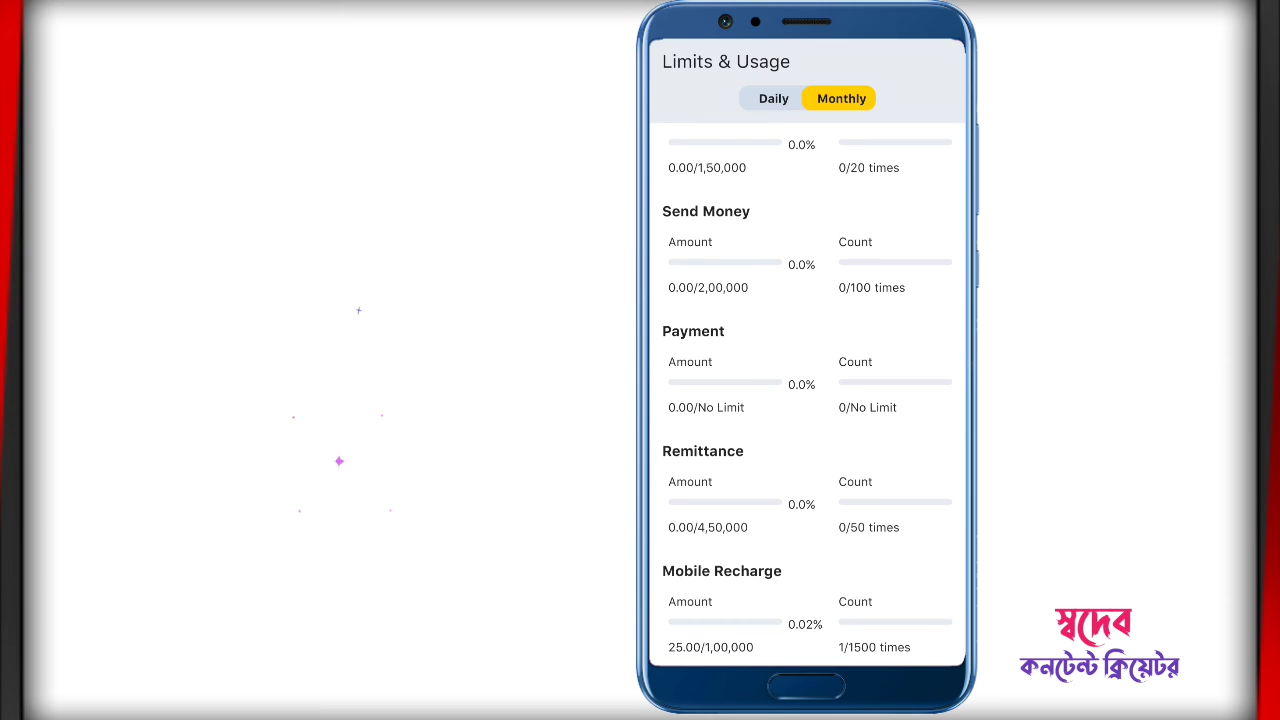 Limits & Usage
Daily Monthly
0.0%
0.00/1,50,000 0/20 times
Send Money
Amount Count
0.0%
0.00/2,00,000 0/100 times
Payment
Amount Count
0.0%
0.00/No Limit 0/No Limit
Remittance
Amount Count
0.0%
0.00/4,50,000 0/50 times
Mobile Recharge
Amount Count
0.02%
25.00/1,00,000 1/1500 times
স্বদেব
কনটেন্ট ক্রিয়েটর